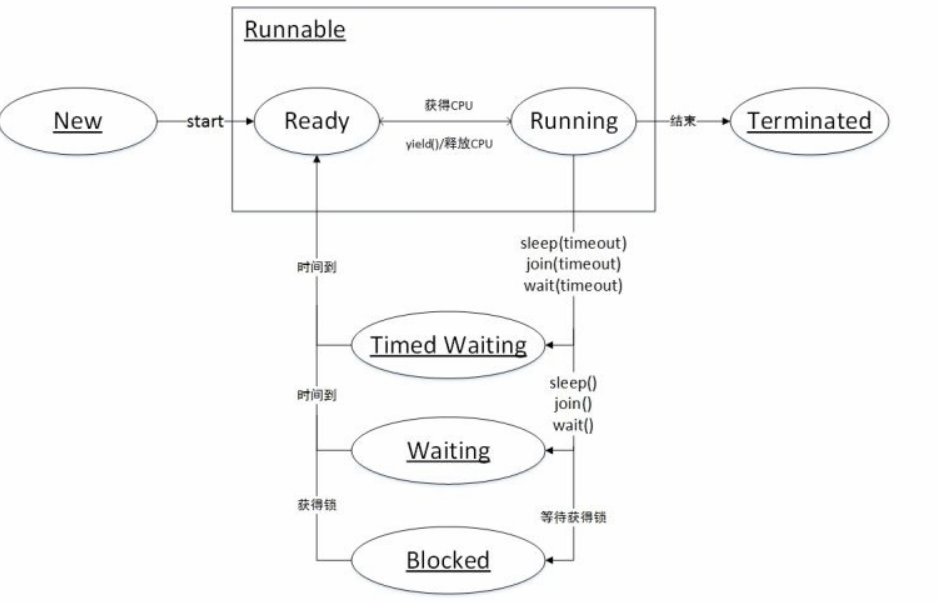 Runnable
New
start
Ready
获得CPU
yield()/释放CPU
Running
结束
Terminated
时间到
sleep(timeout)
join(timeout)
wait(timeout)
Timed Waiting
时间到
sleep()
join()
wait()
Waiting
获得锁
等待获得锁
Blocked